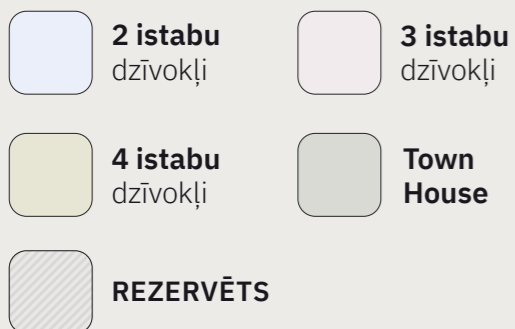 2 istabu
dzīvokļi
3 istabu
dzīvokļi
4 istabu
dzīvokļi
Town
House
REZERVĒTS